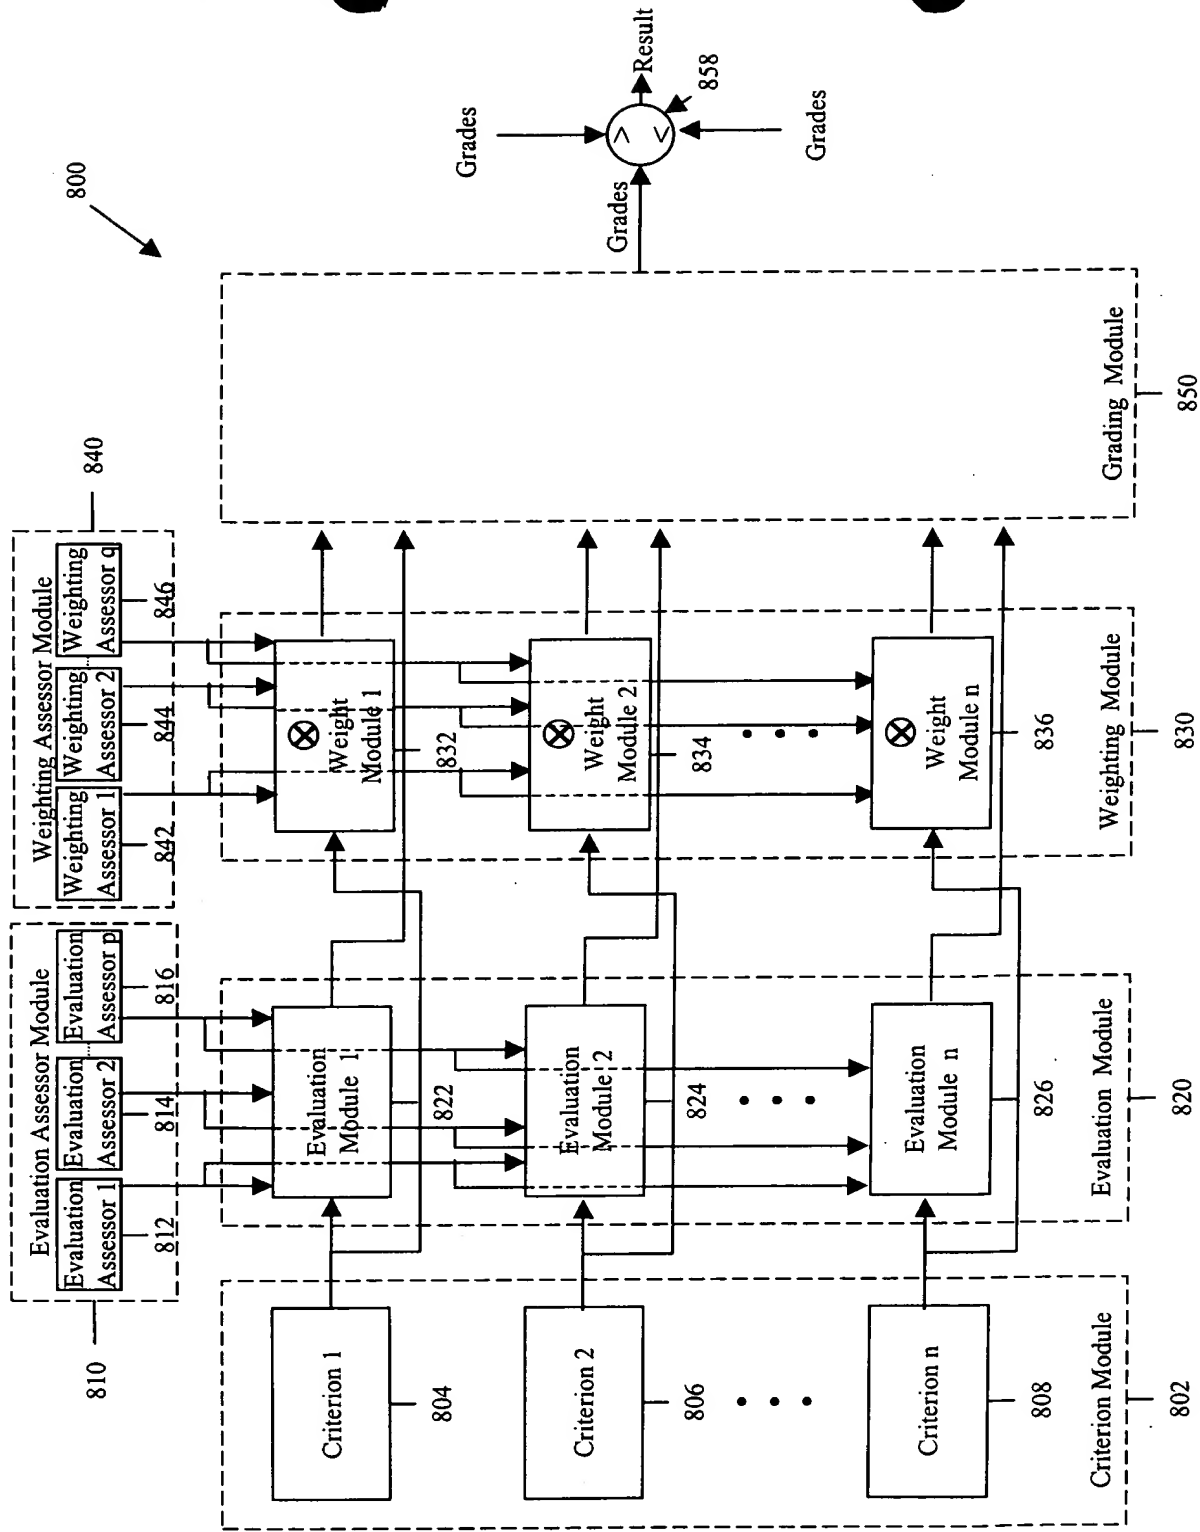 800
Evaluation Assessor Module
Evaluation
Assessor 1
Evaluation
Assessor 2
Evaluation
Assessor p
812
814
816
810
Weighting Assessor Module
Weighting
Assessor 1
Weighting
Assessor 2
Weighting
Assessor q
842
844
846
840
Criterion 1
804
Criterion 2
806
Criterion n
808
Criterion Module
802
Evaluation
Module 1
822
Evaluation
Module 2
824
Evaluation
Module n
826
Evaluation Module
820
Weight
Module 1
832
Weight
Module 2
834
Weight
Module n
836
Weighting Module
830
Grading Module
850
Grades
Grades
Grades
> <
Result
858